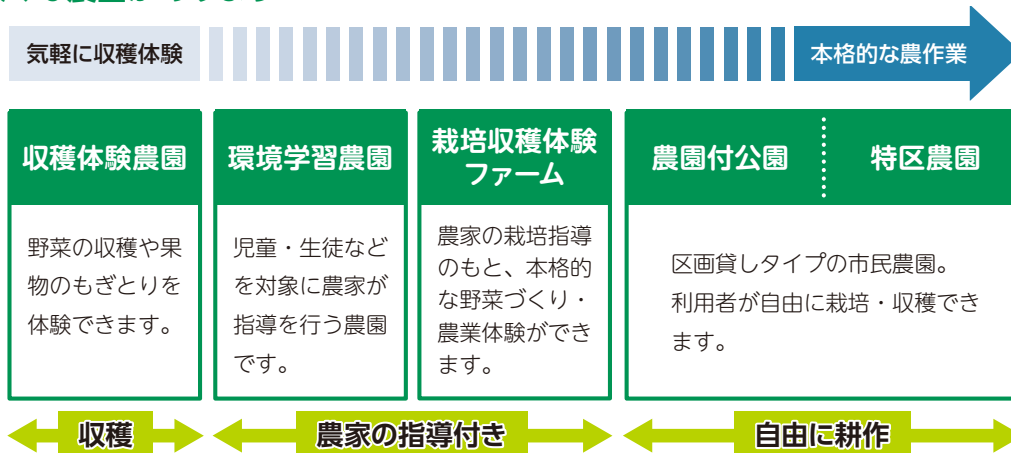 気軽に収穫体験
本格的な農作業
収穫体験農園
野菜の収穫や果
物のもぎとりを
体験できます。
環境学習農園
児童・生徒など
を対象に農家が
指導を行う農園
です。
栽培収穫体験
ファーム
農家の栽培指導
のもと、本格的
な野菜づくり・
農業体験ができ
ます。
農園付公園
特区農園
区画貸しタイプの市民農園。
利用者が自由に栽培・収穫でき
ます。
収穫
農家の指導付き
自由に耕作